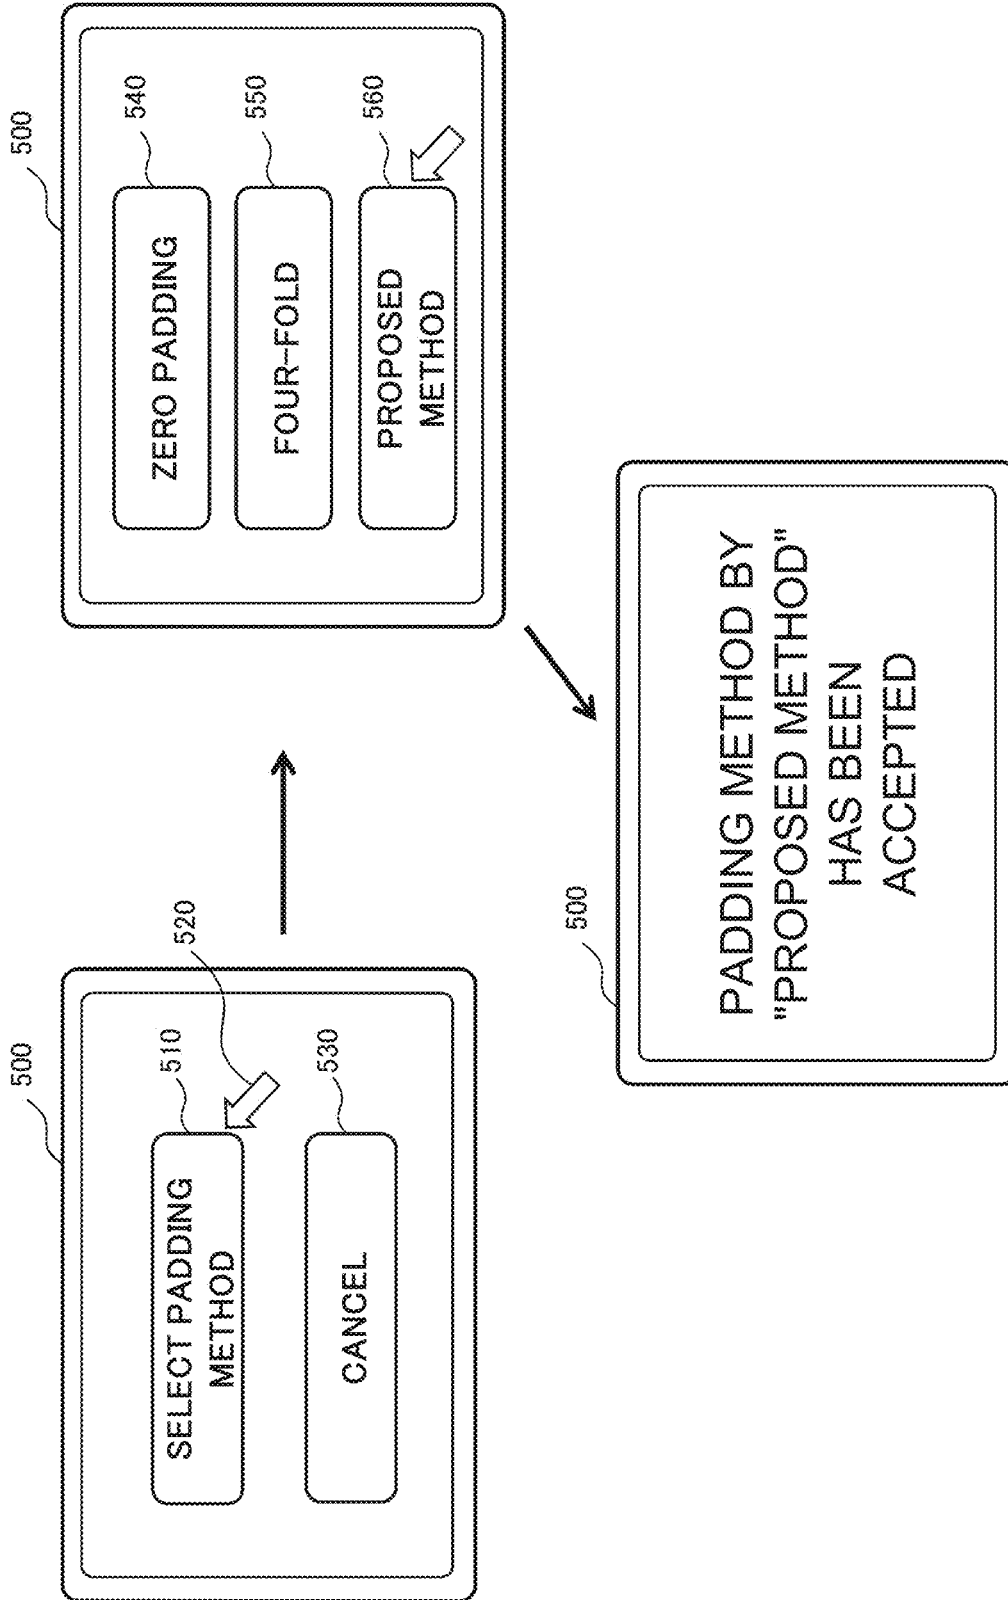 500
510
520
SELECT PADDING
METHOD
530
CANCEL
500
540
ZERO PADDING
550
FOUR-FOLD
560
PROPOSED
METHOD
500
PADDING METHOD BY
"PROPOSED METHOD"
HAS BEEN
ACCEPTED